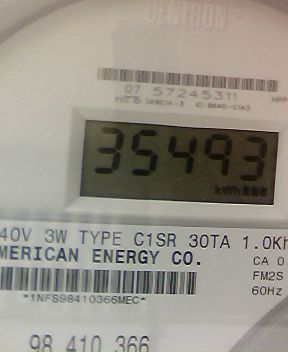 CENTRON
07 57245311
35493
kWh
40V 3W TYPE C1SR 30TA 1.0Kh
MERICAN ENERGY CO. CA 0
FM2S
*1NFS98410366MEC* 60Hz
98 410 366